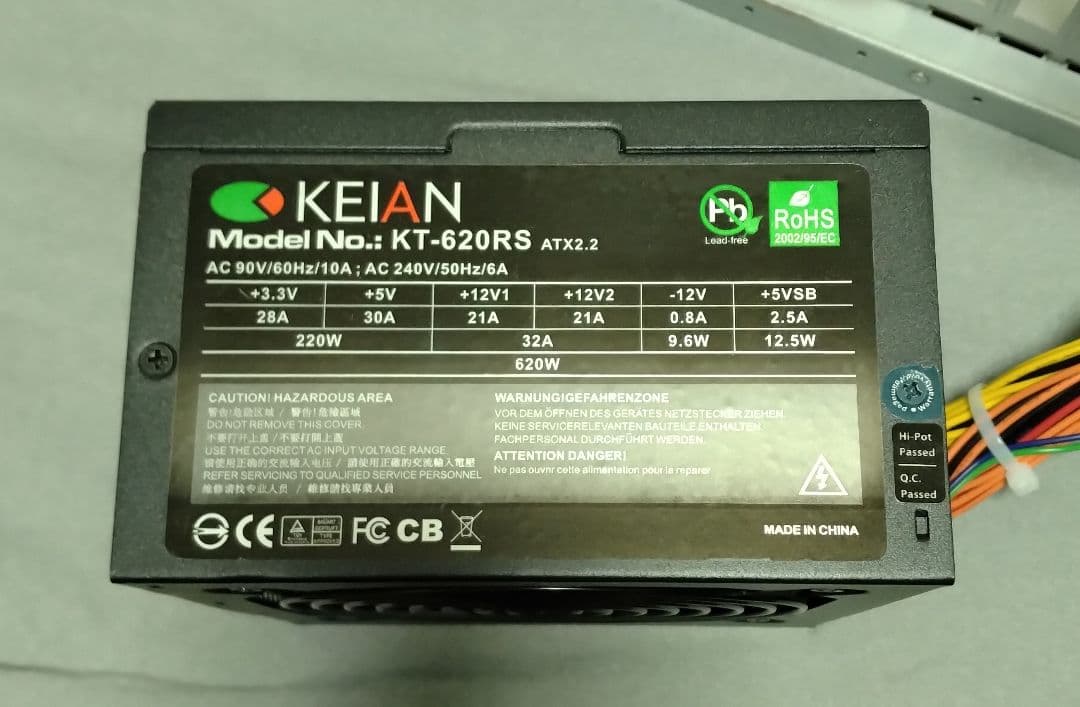 KEIAN
Pb
Lead-free
RoHS
2002/95/EC
Model No.: KT-620RS ATX2.2
AC 90V/60Hz/10A ; AC 240V/50Hz/6A
+3.3V +5V +12V1 +12V2 -12V +5VSB
28A 30A 21A 21A 0.8A 2.5A
220W 32A 9.6W 12.5W
620W
CAUTION! HAZARDOUS AREA
警告!危险区域 / 警告!危險區域
DO NOT REMOVE THIS COVER.
不要打开上盖 / 不要打開上蓋
USE THE CORRECT AC INPUT VOLTAGE RANGE.
请使用正确的交流输入电压 / 請使用正確的交流輸入電壓
REFER SERVICING TO QUALIFIED SERVICE PERSONNEL
维修请找专业人员 / 維修請找專業人員
WARNUNG!GEFAHRENZONE
VOR DEM ÖFFNEN DES GERÄTES NETZSTECKER ZIEHEN.
KEINE SERVICERELEVANTEN BAUTEILE ENTHALTEN.
FACHPERSONAL DURCHFÜHRT WERDEN.
ATTENTION DANGER!
Ne pas ouvrir cette alimentation pour la reparer
Warranty
Damaged
Hi-Pot
Passed
Q.C.
Passed
CE
FC
CB
MADE IN CHINA